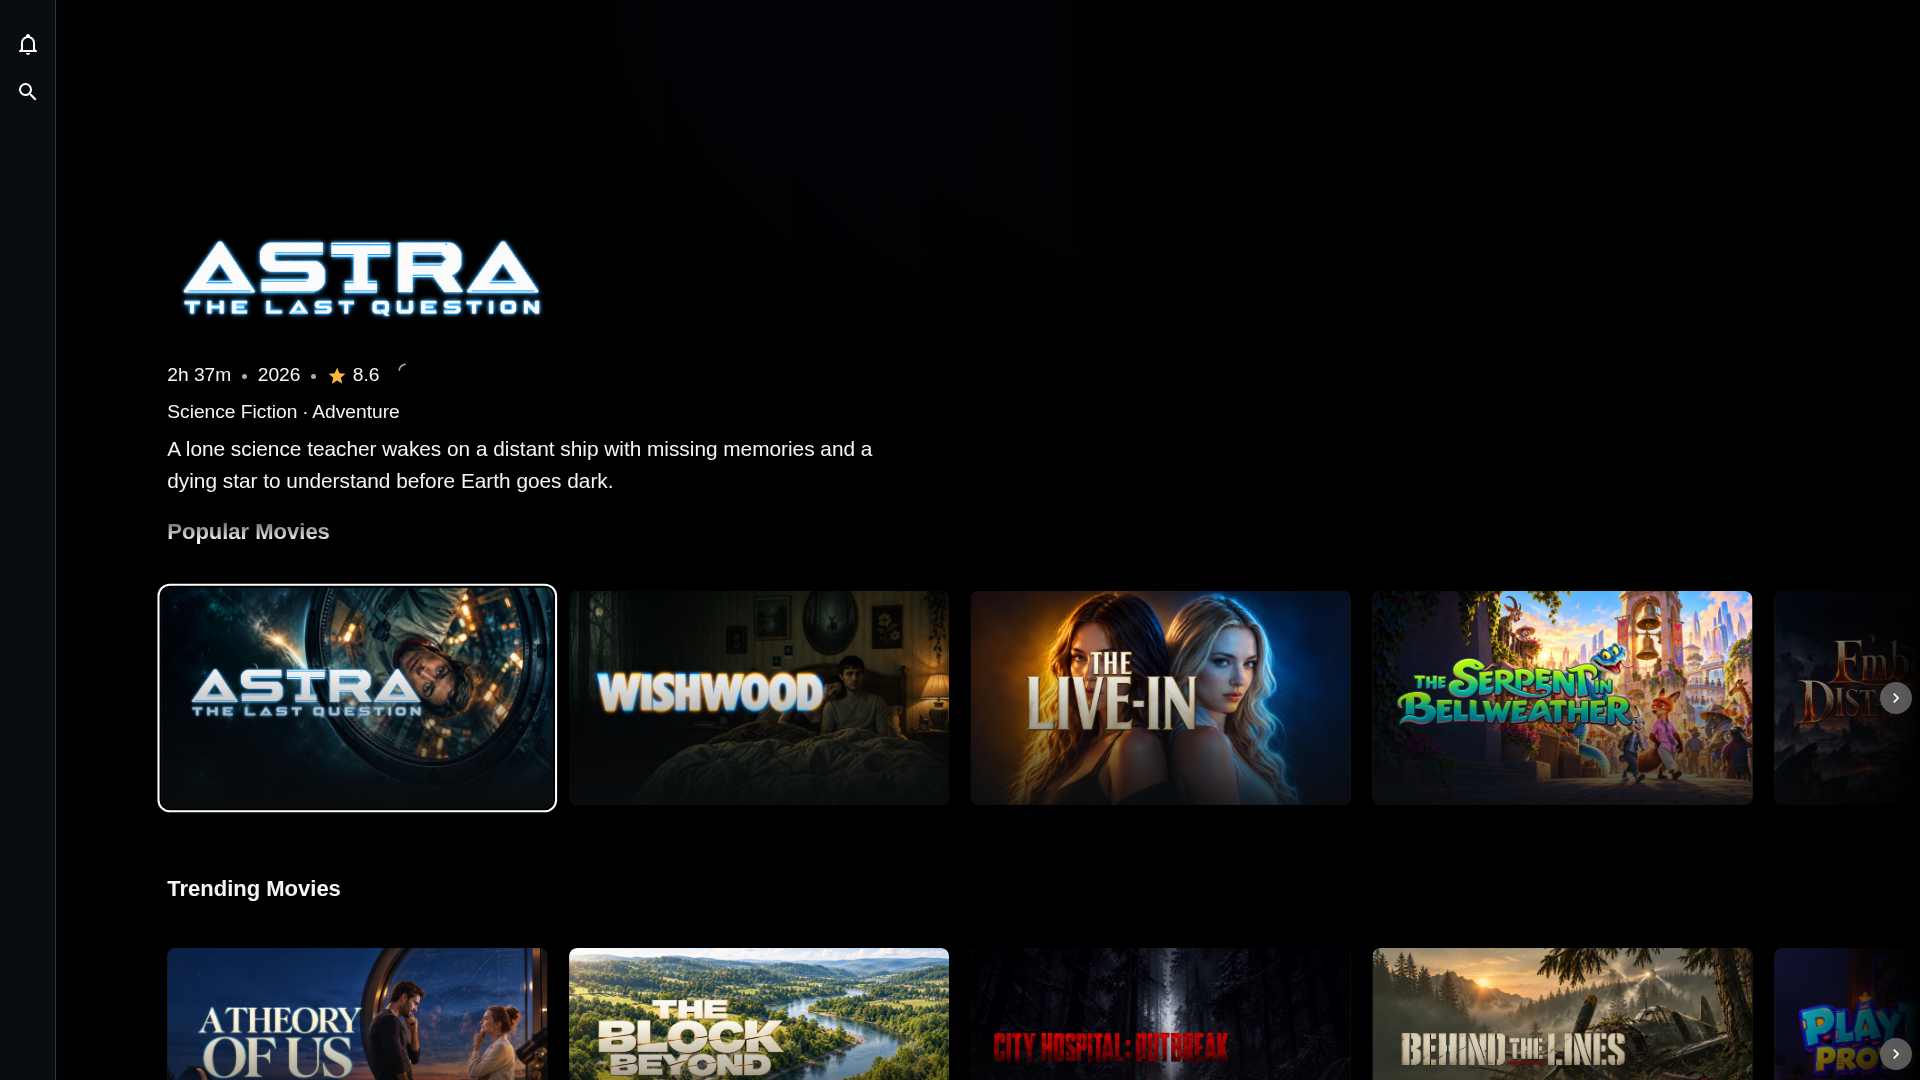 ASTRA
THE LAST QUESTION
2h 37m • 2026 • 8.6
Science Fiction · Adventure
A lone science teacher wakes on a distant ship with missing memories and a
dying star to understand before Earth goes dark.
Popular Movies
ASTRA
THE LAST QUESTION
WISHWOOD
THE
LIVE-IN
THE SERPENT IN
BELLWEATHER
Trending Movies
A THEORY
OF US
THE
BLOCK
BEYOND
CITY HOSPITAL: OUTBREAK
BEHIND THE LINES